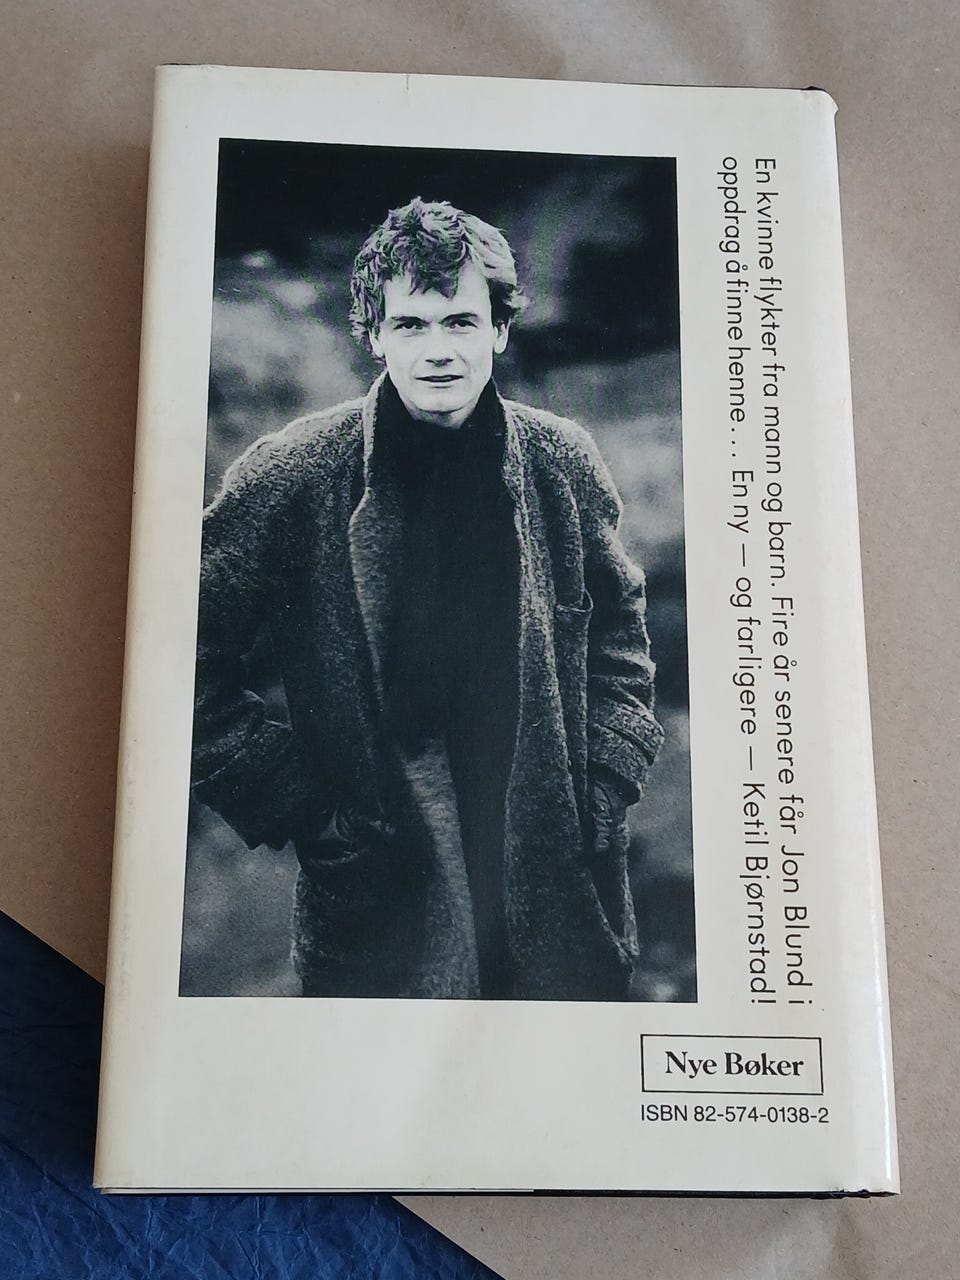 En kvinne flykter fra mann og barn. Fire år senere får Jon Blund i
oppdrag å finne henne... En ny — og farligere — Ketil Bjørnstad!
Nye Bøker
ISBN 82-574-0138-2